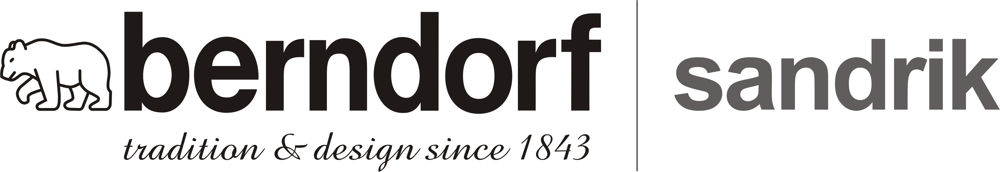 berndorf
tradition & design since 1843
sandrik